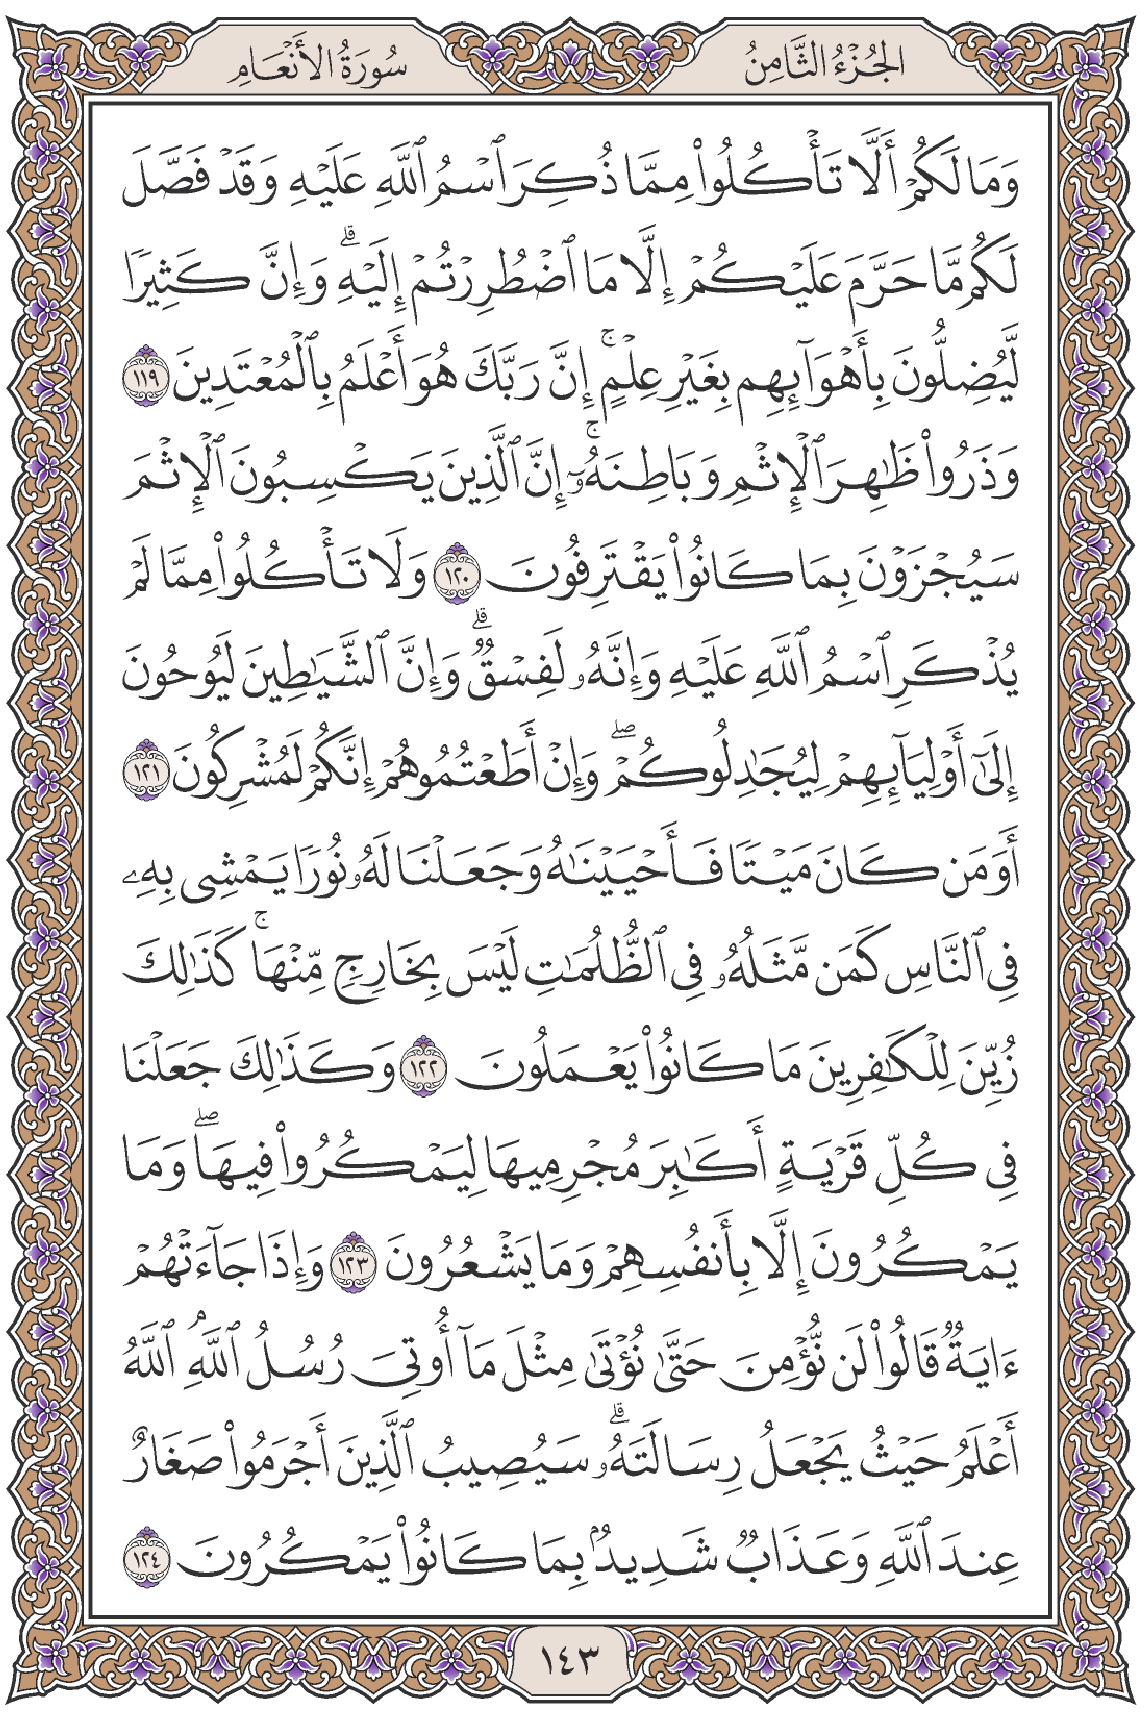 الجُزْءُ الثَّامِنُ
سُورَةُ الأَنْعَامِ
وَمَا لَكُمْ أَلَّا تَأْكُلُوا۟ مِمَّا ذُكِرَ ٱسْمُ ٱللَّهِ عَلَيْهِ وَقَدْ فَصَّلَ
لَكُم مَّا حَرَّمَ عَلَيْكُمْ إِلَّا مَا ٱضْطُرِرْتُمْ إِلَيْهِ ۗ وَإِنَّ كَثِيرًا
لَّيُضِلُّونَ بِأَهْوَآئِهِم بِغَيْرِ عِلْمٍ ۚ إِنَّ رَبَّكَ هُوَ أَعْلَمُ بِٱلْمُعْتَدِينَ ١١٩
وَذَرُوا۟ ظَـٰهِرَ ٱلْإِثْمِ وَبَاطِنَهُۥٓ ۚ إِنَّ ٱلَّذِينَ يَكْسِبُونَ ٱلْإِثْمَ
سَيُجْزَوْنَ بِمَا كَانُوا۟ يَقْتَرِفُونَ ١٢٠ وَلَا تَأْكُلُوا۟ مِمَّا لَمْ
يُذْكَرِ ٱسْمُ ٱللَّهِ عَلَيْهِ وَإِنَّهُۥ لَفِسْقٌ ۗ وَإِنَّ ٱلشَّيَـٰطِينَ لَيُوحُونَ
إِلَىٰٓ أَوْلِيَآئِهِمْ لِيُجَـٰدِلُوكُمْ ۖ وَإِنْ أَطَعْتُمُوهُمْ إِنَّكُمْ لَمُشْرِكُونَ ١٢١
أَوَمَن كَانَ مَيْتًا فَأَحْيَيْنَـٰهُ وَجَعَلْنَا لَهُۥ نُورًا يَمْشِى بِهِۦ
فِى ٱلنَّاسِ كَمَن مَّثَلُهُۥ فِى ٱلظُّلُمَـٰتِ لَيْسَ بِخَارِجٍ مِّنْهَا ۚ كَذَٰلِكَ
زُيِّنَ لِلْكَـٰفِرِينَ مَا كَانُوا۟ يَعْمَلُونَ ١٢٢ وَكَذَٰلِكَ جَعَلْنَا
فِى كُلِّ قَرْيَةٍ أَكَـٰبِرَ مُجْرِمِيهَا لِيَمْكُرُوا۟ فِيهَا ۖ وَمَا
يَمْكُرُونَ إِلَّا بِأَنفُسِهِمْ وَمَا يَشْعُرُونَ ١٢٣ وَإِذَا جَآءَتْهُمْ
ءَايَةٌ قَالُوا۟ لَن نُّؤْمِنَ حَتَّىٰ نُؤْتَىٰ مِثْلَ مَآ أُوتِىَ رُسُلُ ٱللَّهِ ۘ ٱللَّهُ
أَعْلَمُ حَيْثُ يَجْعَلُ رِسَالَتَهُۥ ۗ سَيُصِيبُ ٱلَّذِينَ أَجْرَمُوا۟ صَغَارٌ
عِندَ ٱللَّهِ وَعَذَابٌ شَدِيدٌۢ بِمَا كَانُوا۟ يَمْكُرُونَ ١٢٤
١٤٣